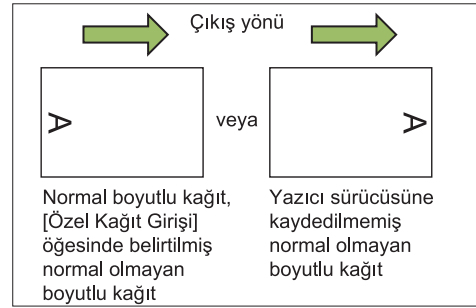 Çıkış yönü
A
veya
A
Normal boyutlu kağıt,
[Özel Kağıt Girişi]
öğesinde belirtilmiş
normal olmayan
boyutlu kağıt
Yazıcı sürücüsüne
kaydedilmemiş
normal olmayan
boyutlu kağıt